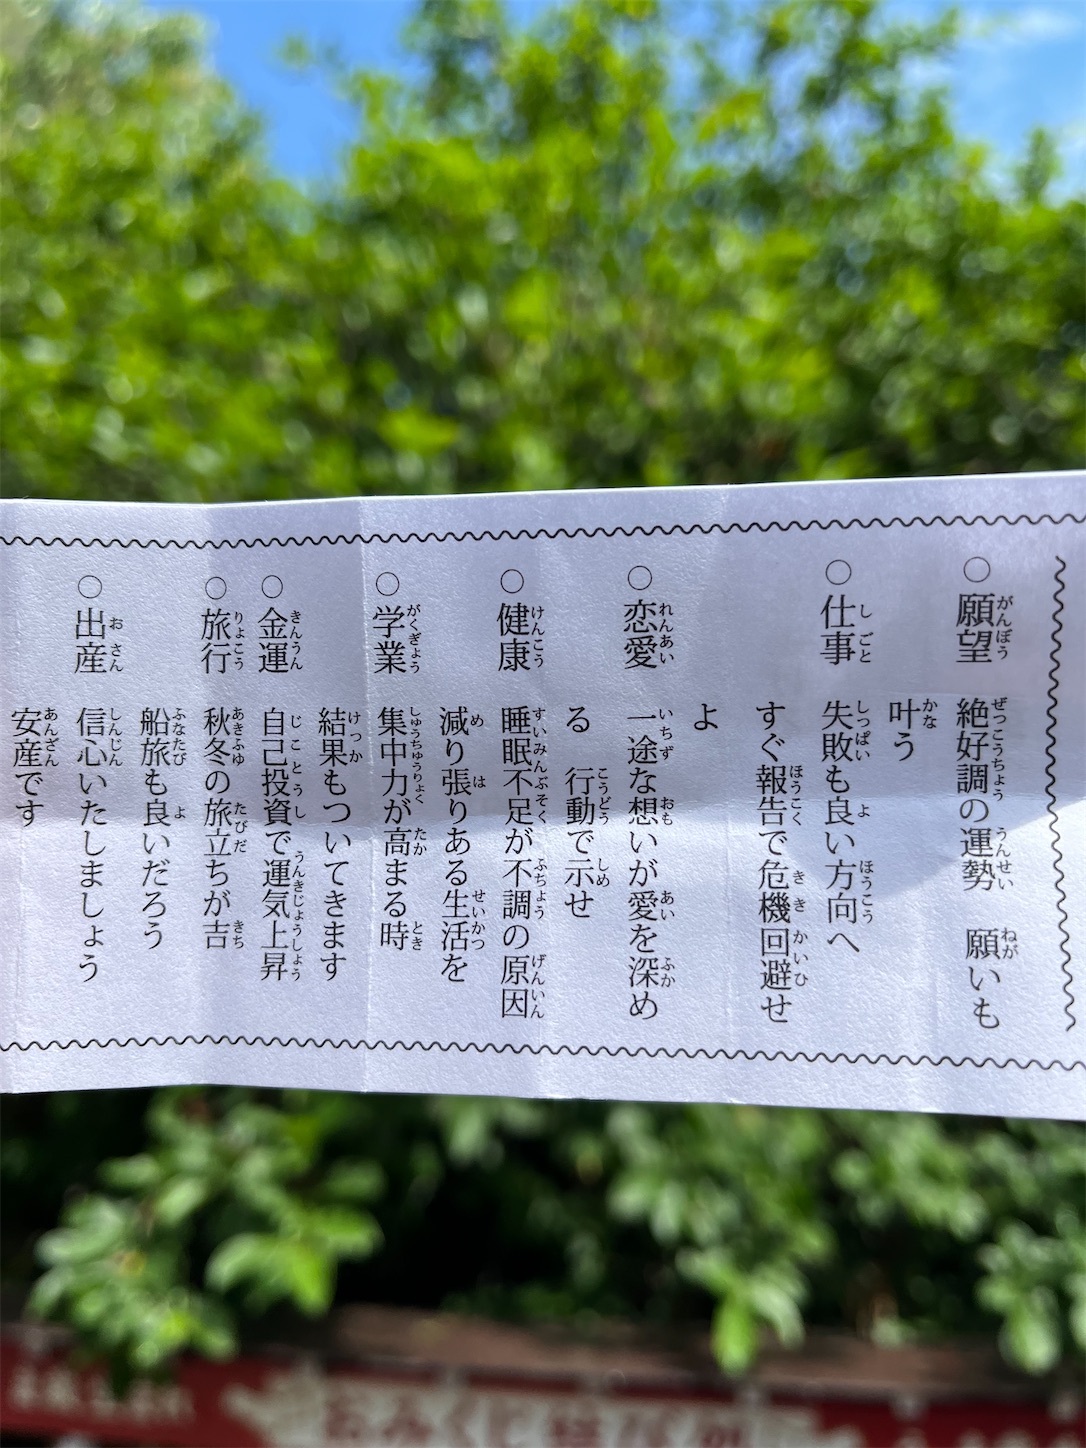 ○願望 絶好調の運勢 願いも
叶う
○仕事 失敗も良い方向へ
すぐ報告で危機回避せ
よ
○恋愛 一途な想いが愛を深め
る 行動で示せ
○健康 睡眠不足が不調の原因
減り張りある生活を
○学業 集中力が高まる時
結果もついてきます
○金運 自己投資で運気上昇
○旅行 秋冬の旅立ちが吉
船旅も良いだろう
○出産 信心いたしましょう
安産です
おみくじ結び所